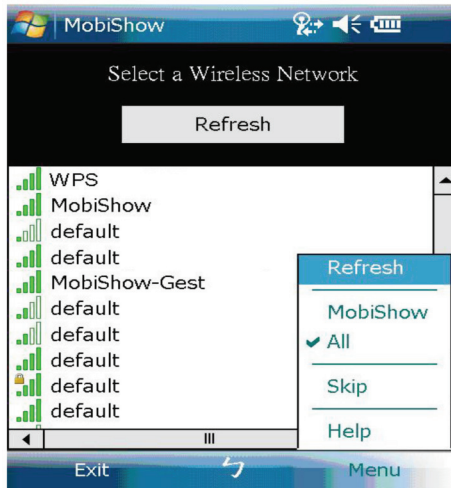 MobiShow
Select a Wireless Network
Refresh
WPS
MobiShow
default
default
MobiShow-Gest
default
default
default
default
default
Refresh
MobiShow
All
Skip
Help
Exit
ㄣ
Menu